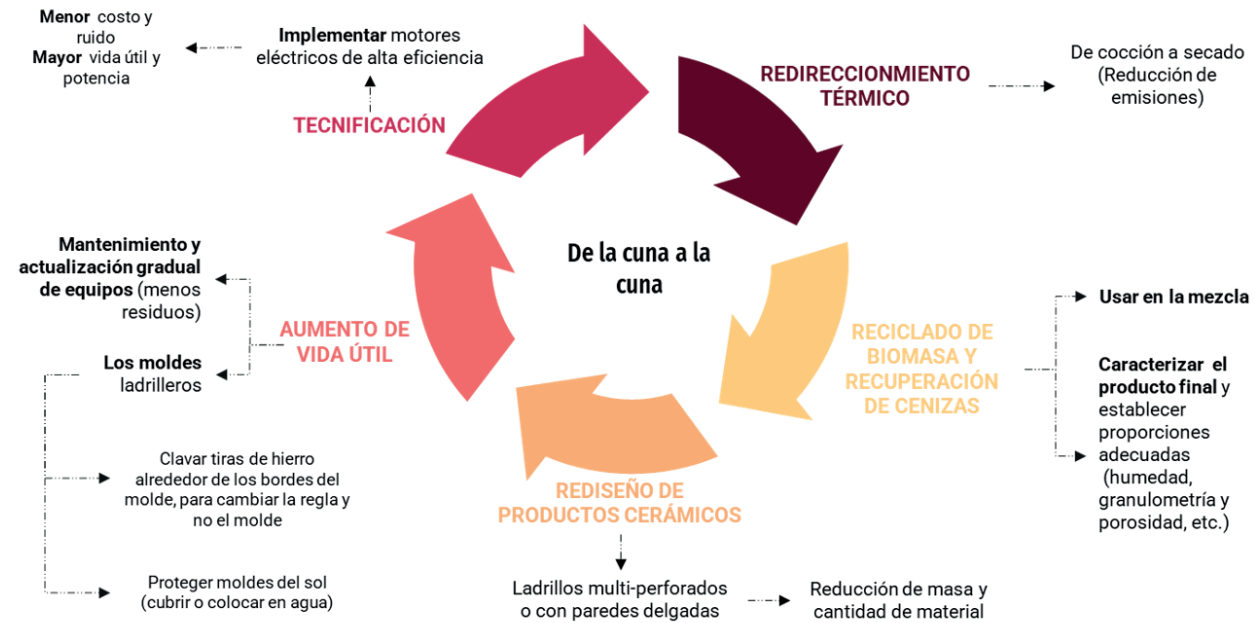 Menor costo y
ruido
Mayor vida útil y
potencia
Implementar motores
eléctricos de alta eficiencia
TECNIFICACIÓN
REDIRECCIONMIENTO
TÉRMICO
De cocción a secado
(Reducción de
emisiones)
De la cuna a la
cuna
Mantenimiento y
actualización gradual
de equipos (menos
residuos)
AUMENTO DE
VIDA ÚTIL
Los moldes
ladrilleros
Clavar tiras de hierro
alrededor de los bordes del
molde, para cambiar la regla y
no el molde
Proteger moldes del sol
(cubrir o colocar en agua)
RECICLADO DE
BIOMASA Y
RECUPERACIÓN
DE CENIZAS
Usar en la mezcla
Caracterizar el
producto final y
establecer
proporciones
adecuadas
(humedad,
granulometría y
porosidad, etc.)
REDISEÑO DE
PRODUCTOS CERÁMICOS
Ladrillos multi-perforados
o con paredes delgadas
Reducción de masa y
cantidad de material